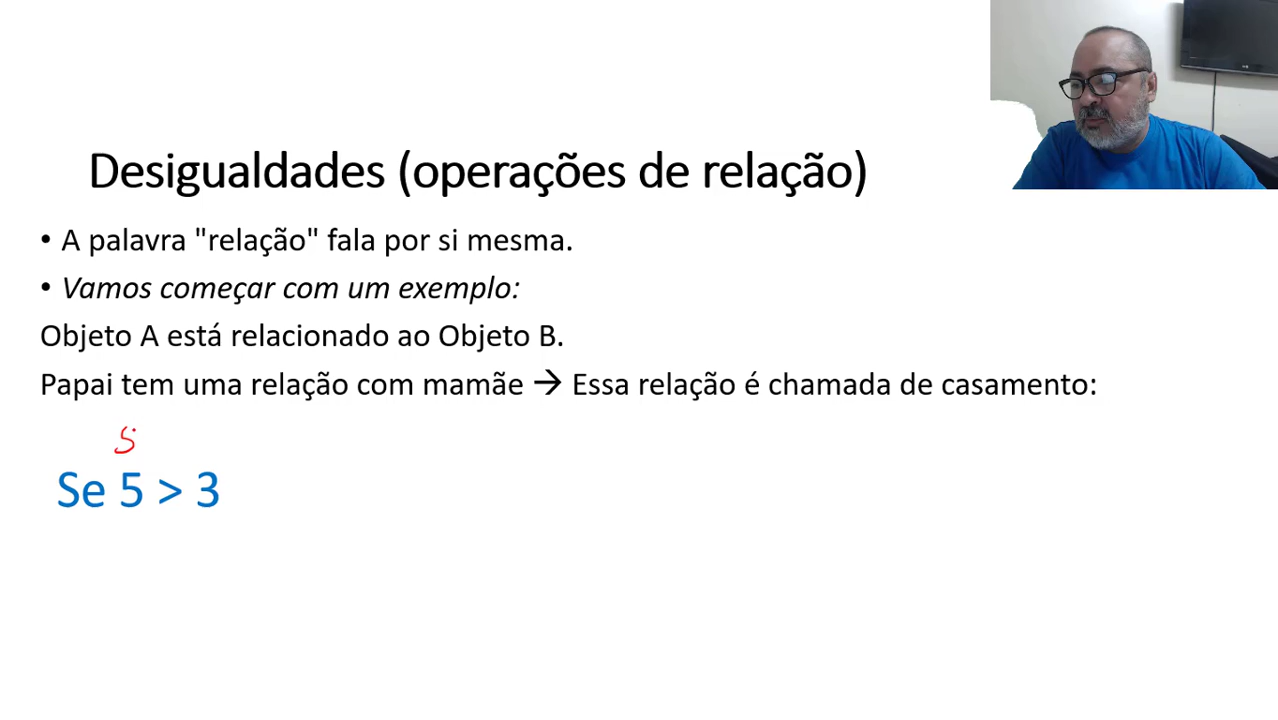 Desigualdades (operações de relação)
• A palavra "relação" fala por si mesma.
• Vamos começar com um exemplo:
Objeto A está relacionado ao Objeto B.
Papai tem uma relação com mamãe → Essa relação é chamada de casamento:
5
Se 5 > 3